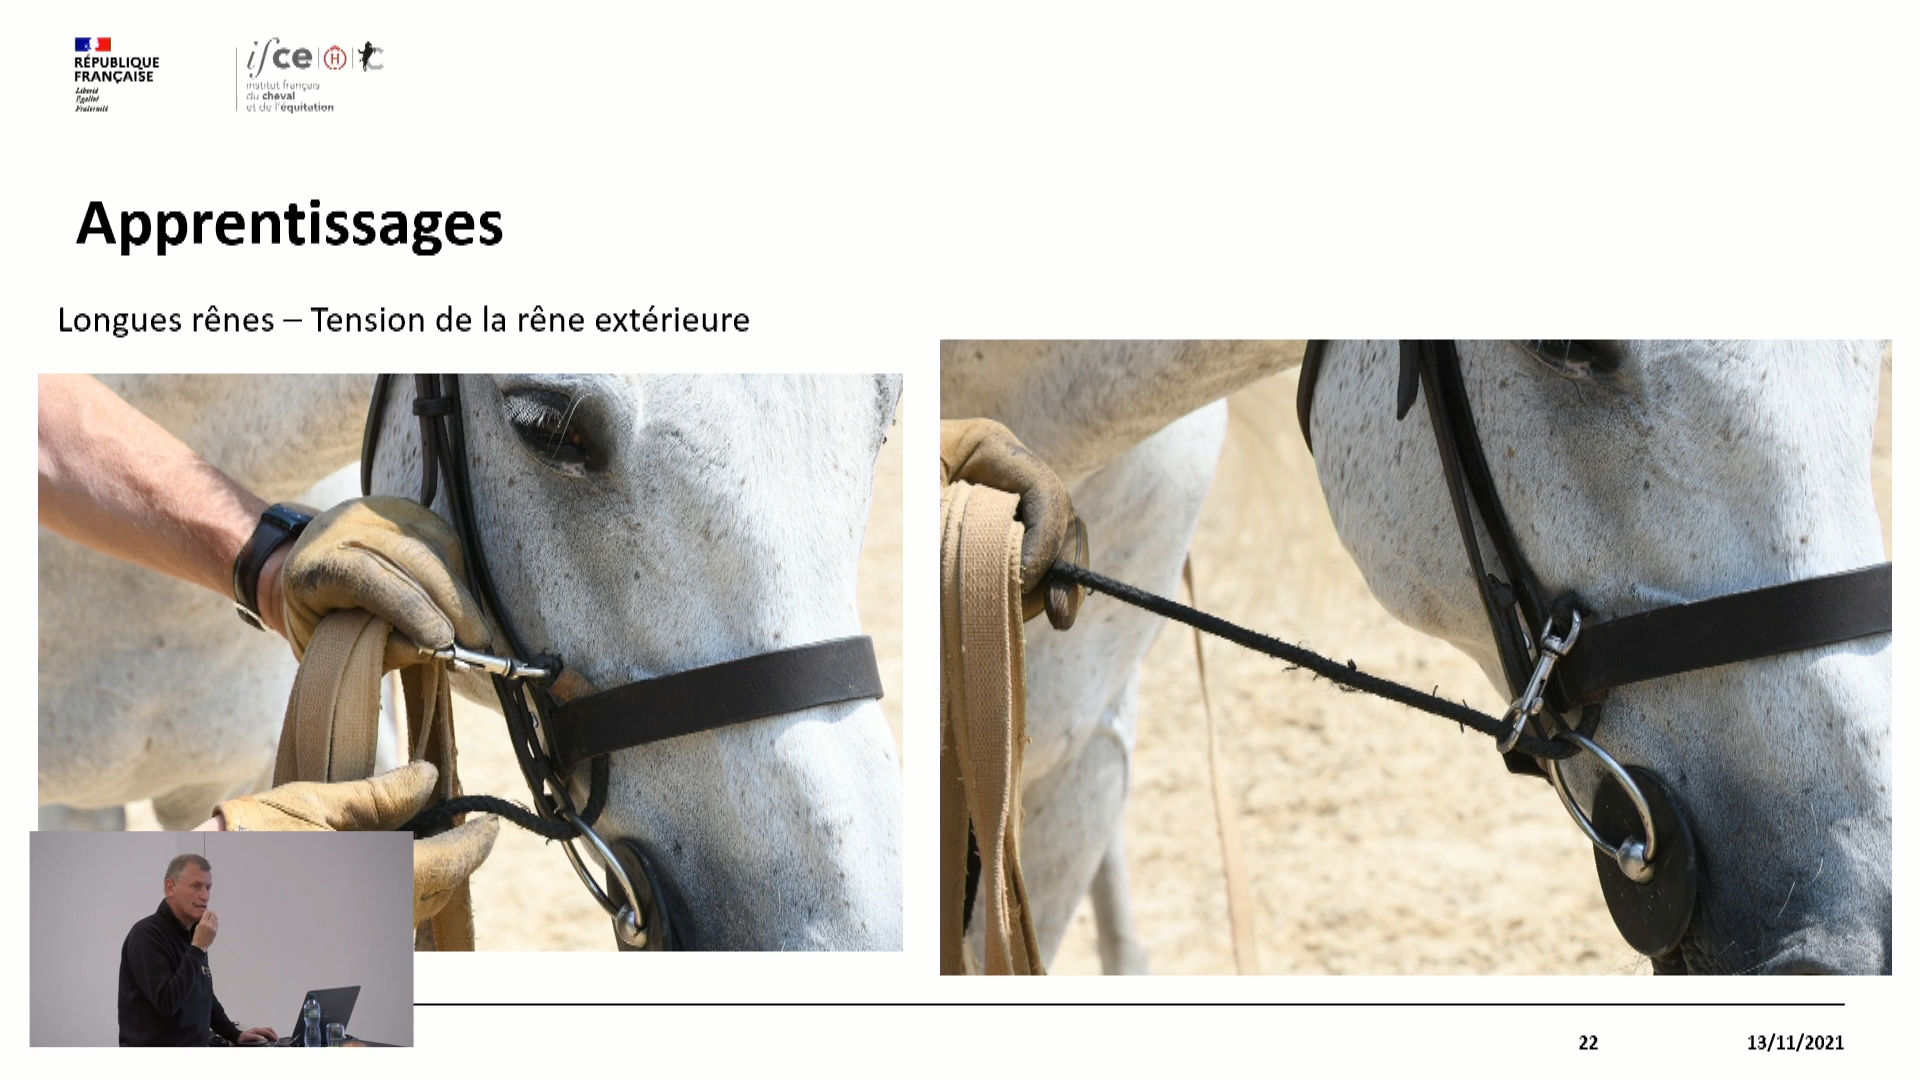 RÉPUBLIQUE
FRANÇAISE
Liberté
Égalité
Fraternité
ifce
H
institut français
du cheval
et de l'équitation
Apprentissages
Longues rênes – Tension de la rêne extérieure
22
13/11/2021